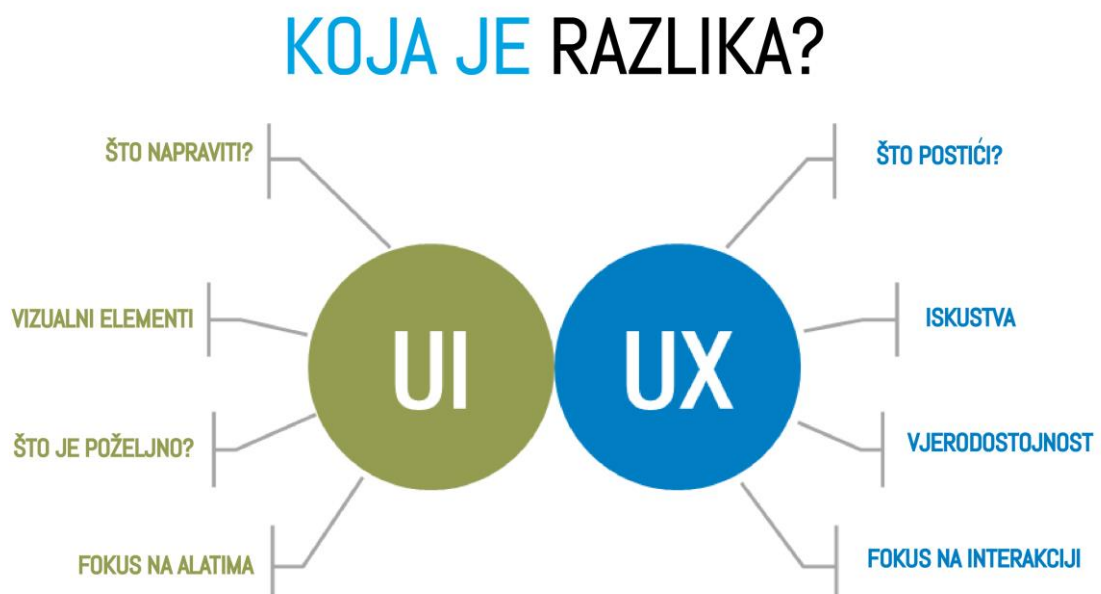 KOJA JE RAZLIKA?
ŠTO NAPRAVITI?
VIZUALNI ELEMENTI
ŠTO JE POŽELJNO?
FOKUS NA ALATIMA
UI
UX
ŠTO POSTIĆI?
ISKUSTVA
VJERODOSTOJNOST
FOKUS NA INTERAKCIJI